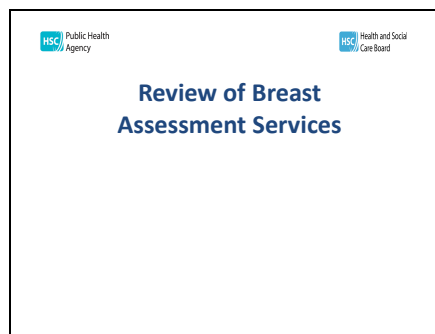 HSC Public Health
Agency
HSC Health and Social
Care Board
Review of Breast
Assessment Services